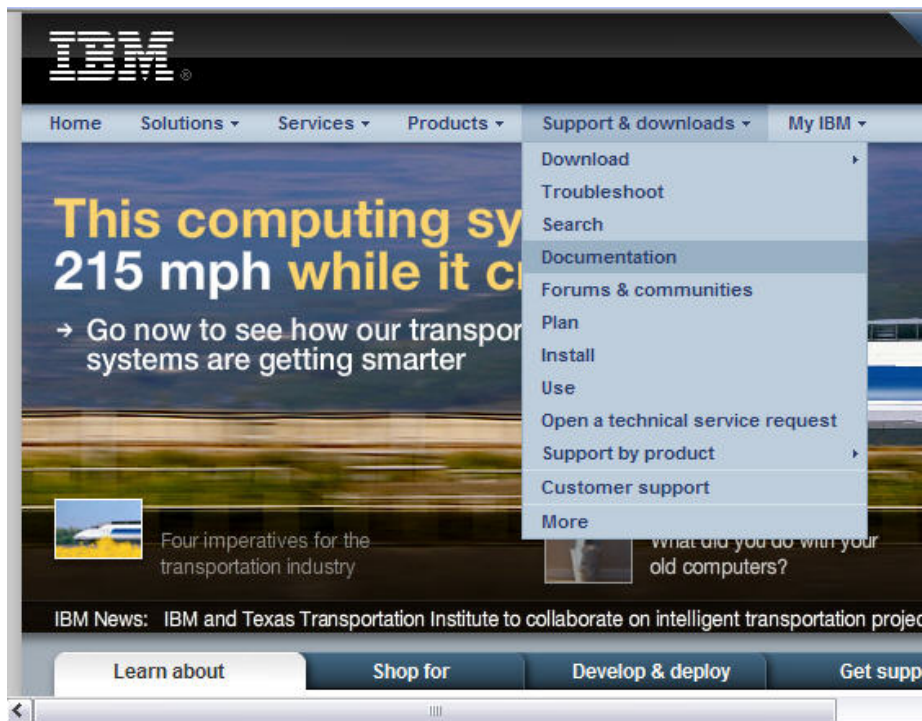 IBM®
Home Solutions Services Products Support & downloads My IBM
Download
Troubleshoot
Search
Documentation
Forums & communities
Plan
Install
Use
Open a technical service request
Support by product
Customer support
More
This computing sy
215 mph while it c
→ Go now to see how our transpor
systems are getting smarter
Four imperatives for the
transportation industry
What did you do with your
old computers?
IBM News: IBM and Texas Transportation Institute to collaborate on intelligent transportation projec
Learn about Shop for Develop & deploy Get supp